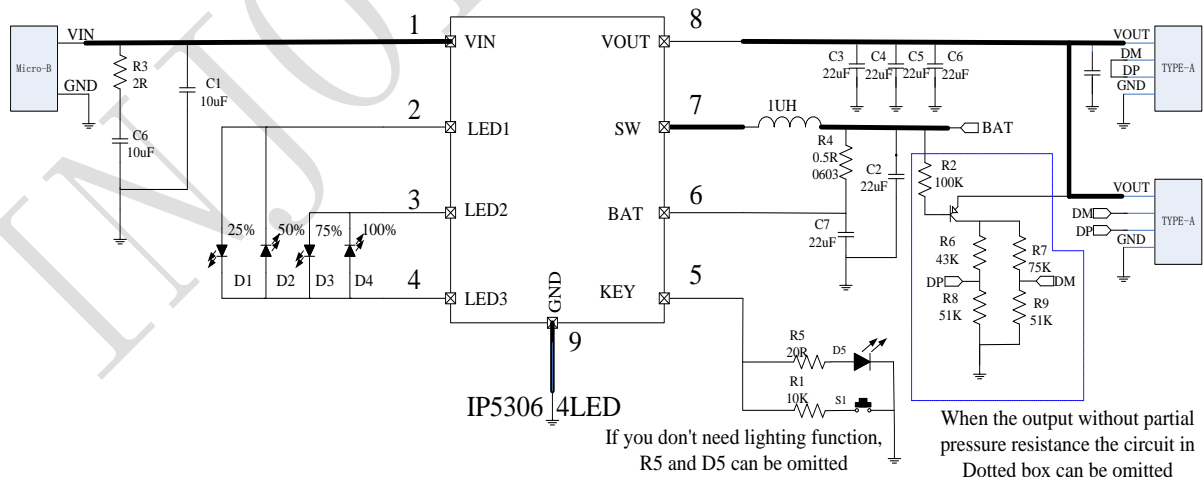 1
8
VIN
VIN
VOUT
VOUT
Micro-B
GND
R3
2R
C1
10uF
C6
10uF
C3
22uF
C4
22uF
C5
22uF
C6
22uF
DM
DP
GND
TYPE-A
2
LED1
7
SW
1UH
BAT
R4
0.5R
0603
C2
22uF
R2
100K
3
LED2
6
BAT
C7
22uF
VOUT
DM
DP
GND
TYPE-A
25%
50%
75%
100%
D1
D2
D3
D4
R6
43K
R7
75K
DP
DM
R8
51K
R9
51K
4
LED3
5
KEY
GND
9
IP5306 4LED
R5
20R
D5
R1
10K
S1
If you don't need lighting function,
R5 and D5 can be omitted
When the output without partial
pressure resistance the circuit in
Dotted box can be omitted
INJO